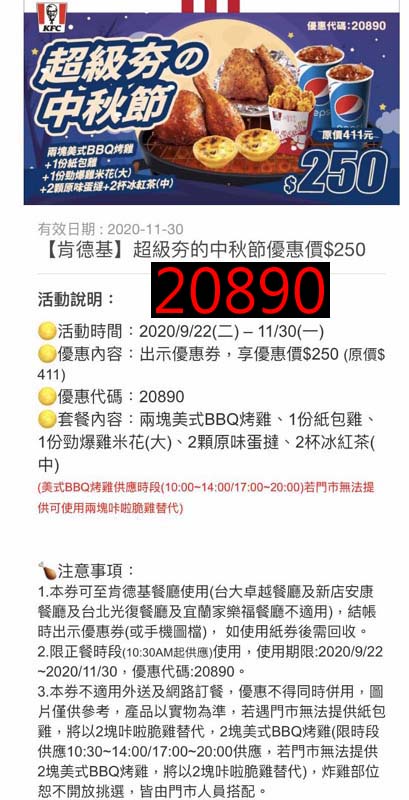 KFC
優惠代碼:20890
超級夯の
中秋節
兩塊美式BBQ烤雞
+1份紙包雞
+1份勁爆雞米花(大)
+2顆原味蛋撻+2杯冰紅茶(中)
pepsi
原價411元
$250
有效日期 : 2020-11-30
【肯德基】超級夯的中秋節優惠價$250
20890
活動說明：
活動時間：2020/9/22(二) – 11/30(一)
優惠內容：出示優惠券，享優惠價$250 (原價$
411)
優惠代碼：20890
套餐內容：兩塊美式BBQ烤雞、1份紙包雞、
1份勁爆雞米花(大)、2顆原味蛋撻、2杯冰紅茶(
中)
(美式BBQ烤雞供應時段(10:00~14:00/17:00~20:00)若門市無法提
供可使用兩塊咔啦脆雞替代)
注意事項：
1.本券可至肯德基餐廳使用(台大卓越餐廳及新店安康
餐廳及台北光復餐廳及宜蘭家樂福餐廳不適用)，結帳
時出示優惠券(或手機圖檔)， 如使用紙券後需回收。
2.限正餐時段(10:30AM起供應)使用，使用期限:2020/9/22
~2020/11/30，優惠代碼:20890。
3.本券不適用外送及網路訂餐，優惠不得同時併用，圖
片僅供參考，產品以實物為準，若遇門市無法提供紙包
雞，將以2塊咔啦脆雞替代，2塊美式BBQ烤雞(限時段
供應10:30~14:00/17:00~20:00供應，若門市無法提供
2塊美式BBQ烤雞，將以2塊咔啦脆雞替代)，炸雞部位
恕不開放挑選，皆由門市人員搭配。